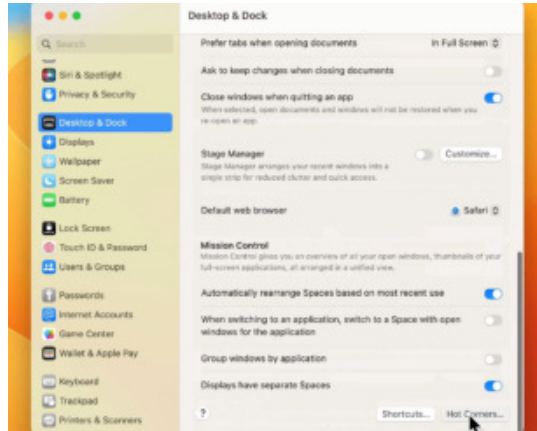 Desktop & Dock
Search
Siri & Spotlight
Privacy & Security
Desktop & Dock
Displays
Wallpaper
Screen Saver
Battery
Lock Screen
Touch ID & Password
Users & Groups
Passwords
Internet Accounts
Game Center
Wallet & Apple Pay
Keyboard
Trackpad
Printers & Scanners
Prefer tabs when opening documents In Full Screen
Ask to keep changes when closing documents
Close windows when quitting an app
When selected, open documents and windows will not be restored when you
re-open an app.
Stage Manager Customize...
Stage Manager arranges your recent windows into a
single strip for reduced clutter and quick access.
Default web browser Safari
Mission Control
Mission Control gives you an overview of all your open windows, thumbnails of your
full-screen applications, all arranged in a unified view.
Automatically rearrange Spaces based on most recent use
When switching to an application, switch to a Space with open
windows for the application
Group windows by application
Displays have separate Spaces
? Shortcuts... Hot Corners...